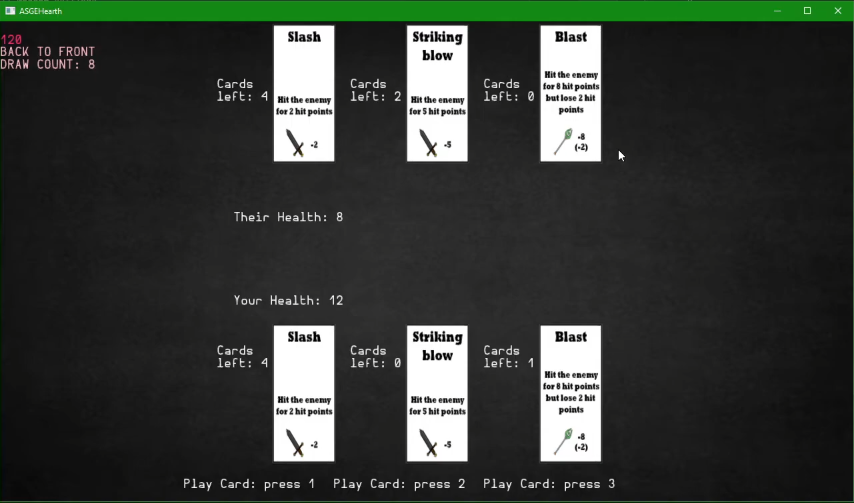 ASGEHearth
120
BACK TO FRONT
DRAW COUNT: 8
Cards
left: 4
Slash
Hit the enemy
for 2 hit points
-2
Cards
left: 2
Striking
blow
Hit the enemy
for 5 hit points
-5
Cards
left: 0
Blast
Hit the enemy
for 8 hit points
but lose 2 hit
points
-8
(-2)
Their Health: 8
Your Health: 12
Cards
left: 4
Slash
Hit the enemy
for 2 hit points
-2
Cards
left: 0
Striking
blow
Hit the enemy
for 5 hit points
-5
Cards
left: 1
Blast
Hit the enemy
for 8 hit points
but lose 2 hit
points
-8
(-2)
Play Card: press 1
Play Card: press 2
Play Card: press 3